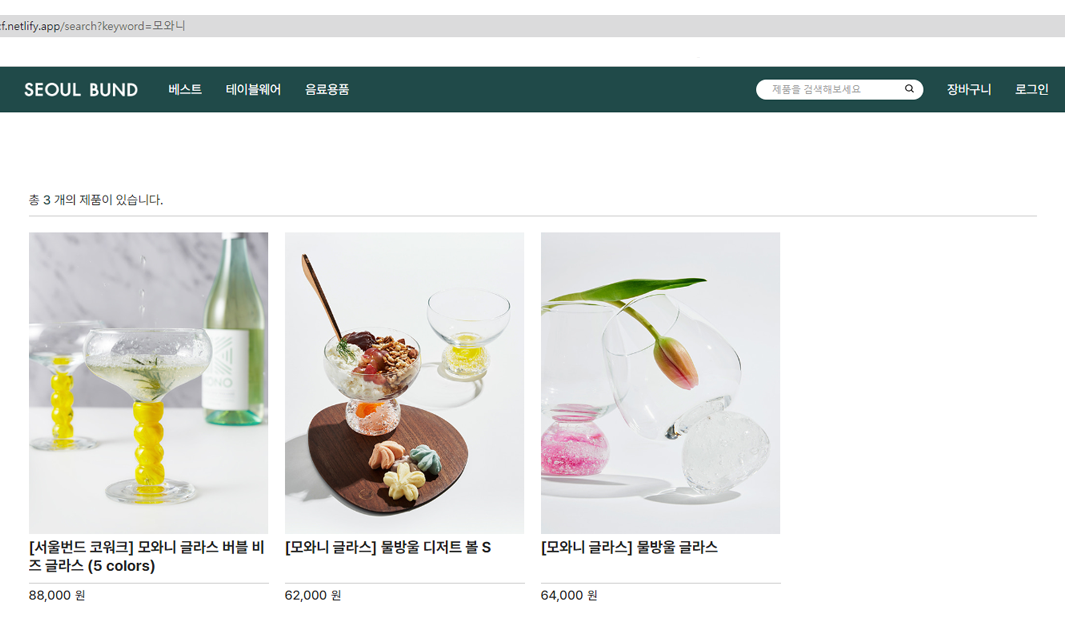 cf.netlify.app/search?keyword=모와니
SEOUL BUND 베스트 테이블웨어 음료용품 제품을 검색해보세요 장바구니 로그인
총 3 개의 제품이 있습니다.
ONO
[서울번드 코워크] 모와니 글라스 버블 비
즈 글라스 (5 colors)
88,000 원
[모와니 글라스] 물방울 디저트 볼 S
62,000 원
[모와니 글라스] 물방울 글라스
64,000 원